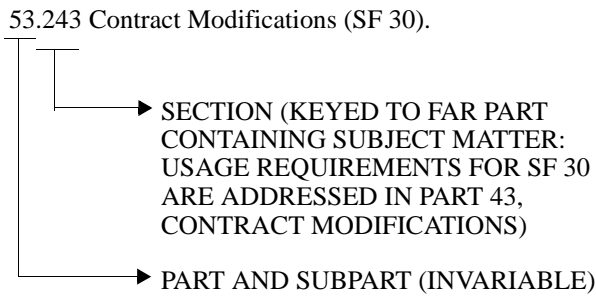 53.243 Contract Modifications (SF 30).
SECTION (KEYED TO FAR PART
CONTAINING SUBJECT MATTER:
USAGE REQUIREMENTS FOR SF 30
ARE ADDRESSED IN PART 43,
CONTRACT MODIFICATIONS)
PART AND SUBPART (INVARIABLE)